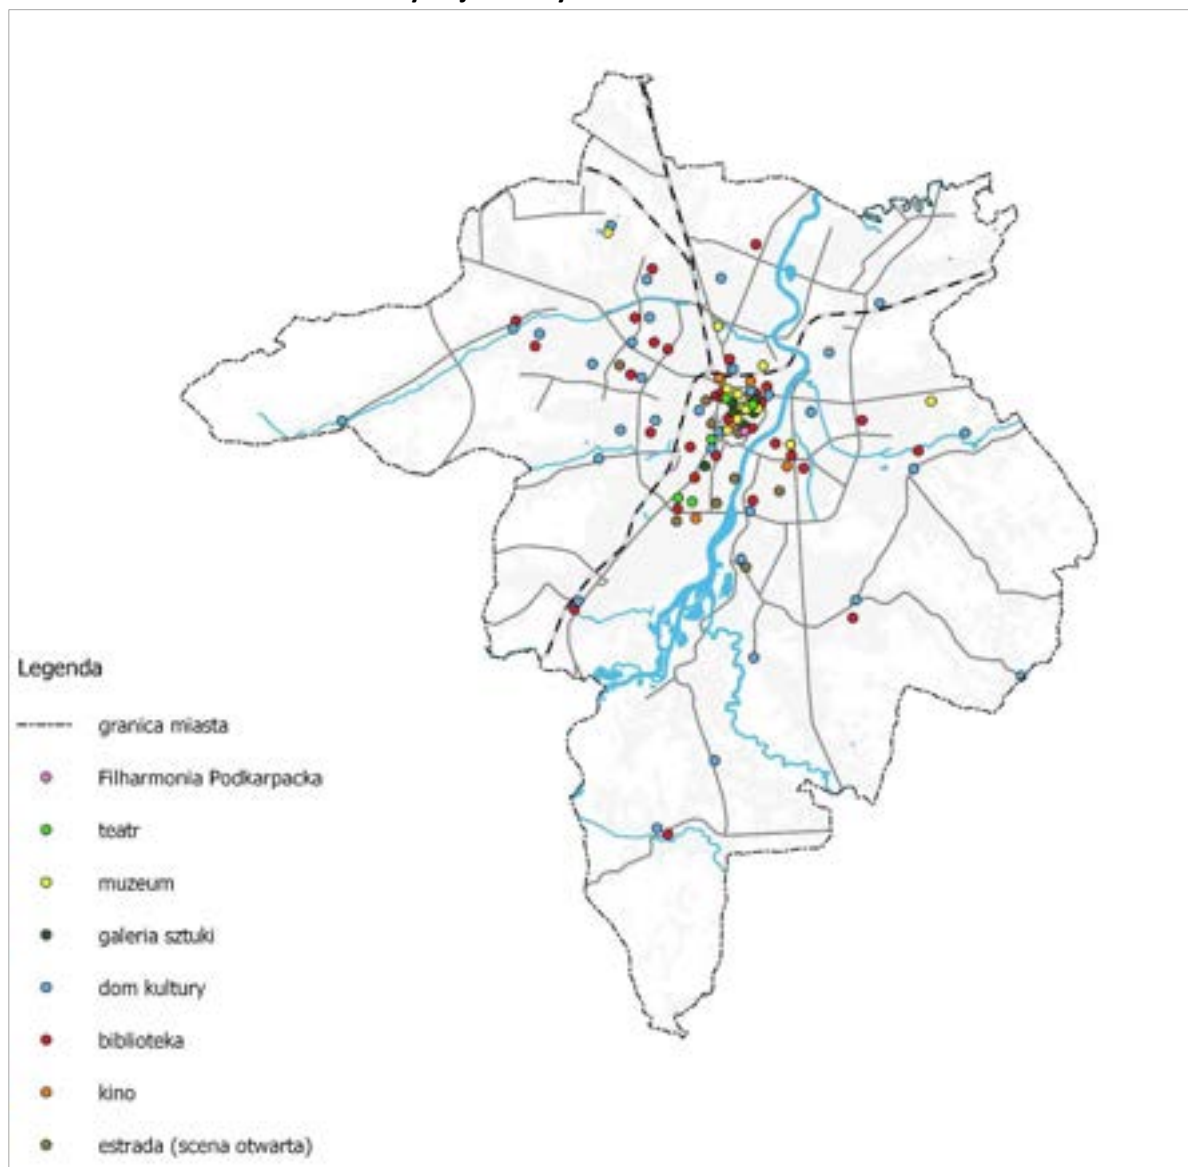 Legenda
granica miasta
Filharmonia Podkarpacka
teatr
muzeum
galeria sztuki
dom kultury
biblioteka
kino
estrada (scena otwarta)